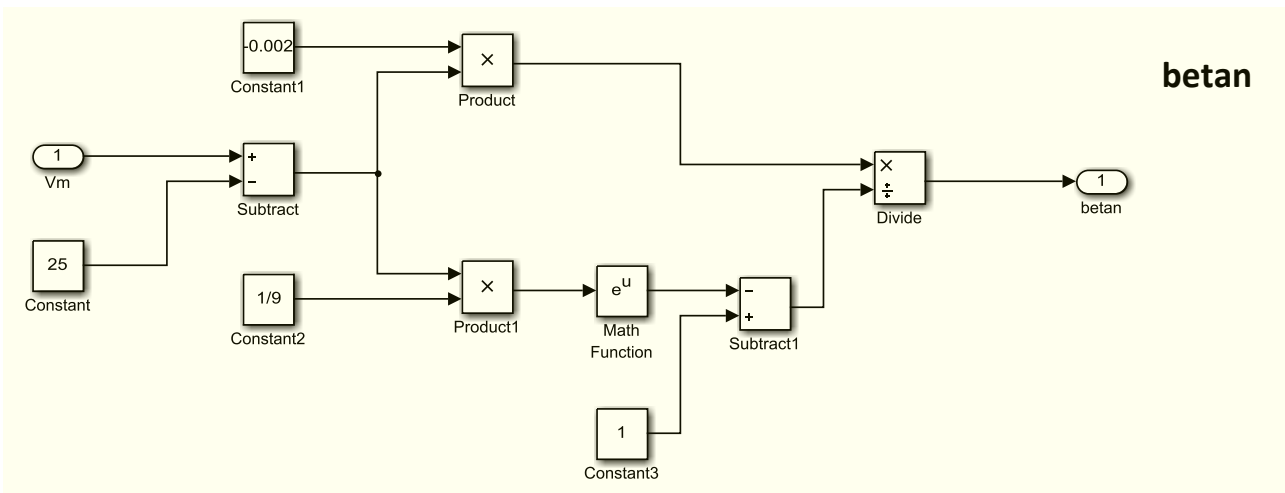 -0.002
Constant1
×
Product
betan
1
Vm
+
−
Subtract
×
÷
Divide
1
betan
25
Constant
1/9
Constant2
×
Product1
e^u
Math
Function
−
+
Subtract1
1
Constant3